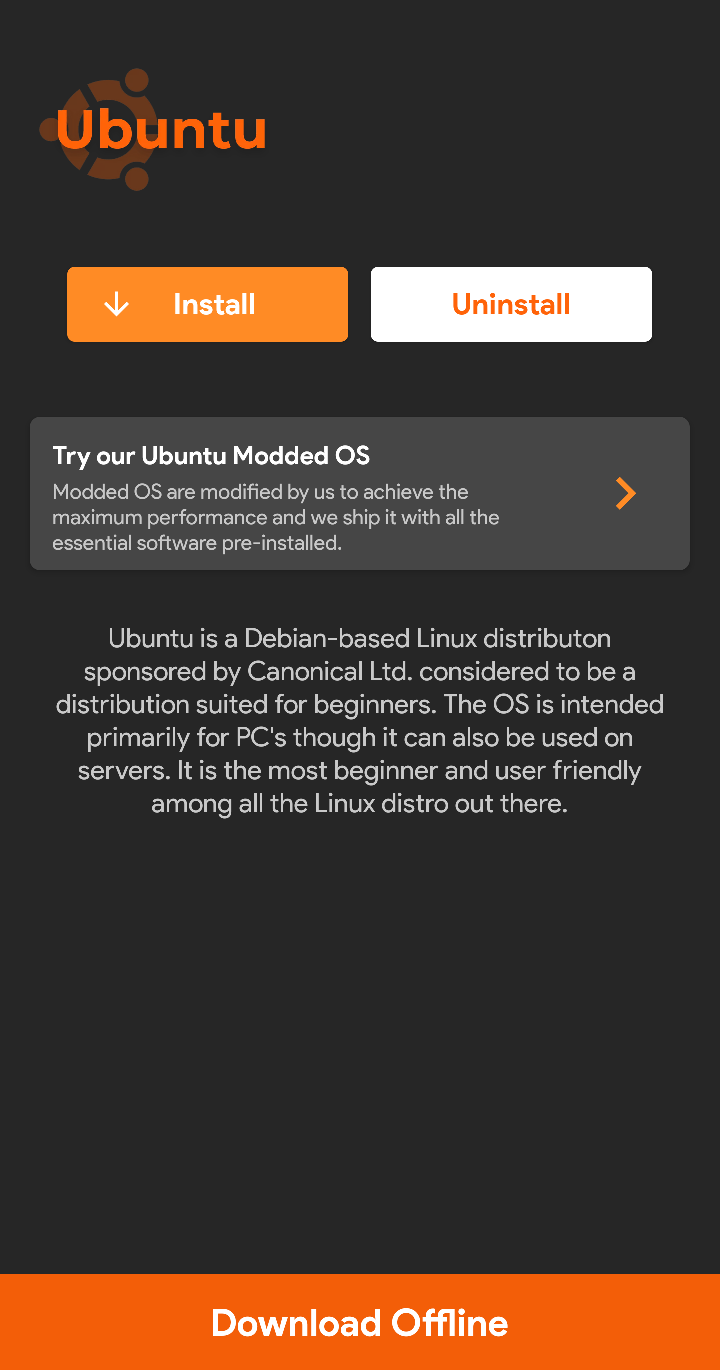 Ubuntu
Install
Uninstall
Try our Ubuntu Modded OS
Modded OS are modified by us to achieve the
maximum performance and we ship it with all the
essential software pre-installed.
Ubuntu is a Debian-based Linux distributon
sponsored by Canonical Ltd. considered to be a
distribution suited for beginners. The OS is intended
primarily for PC's though it can also be used on
servers. It is the most beginner and user friendly
among all the Linux distro out there.
Download Offline